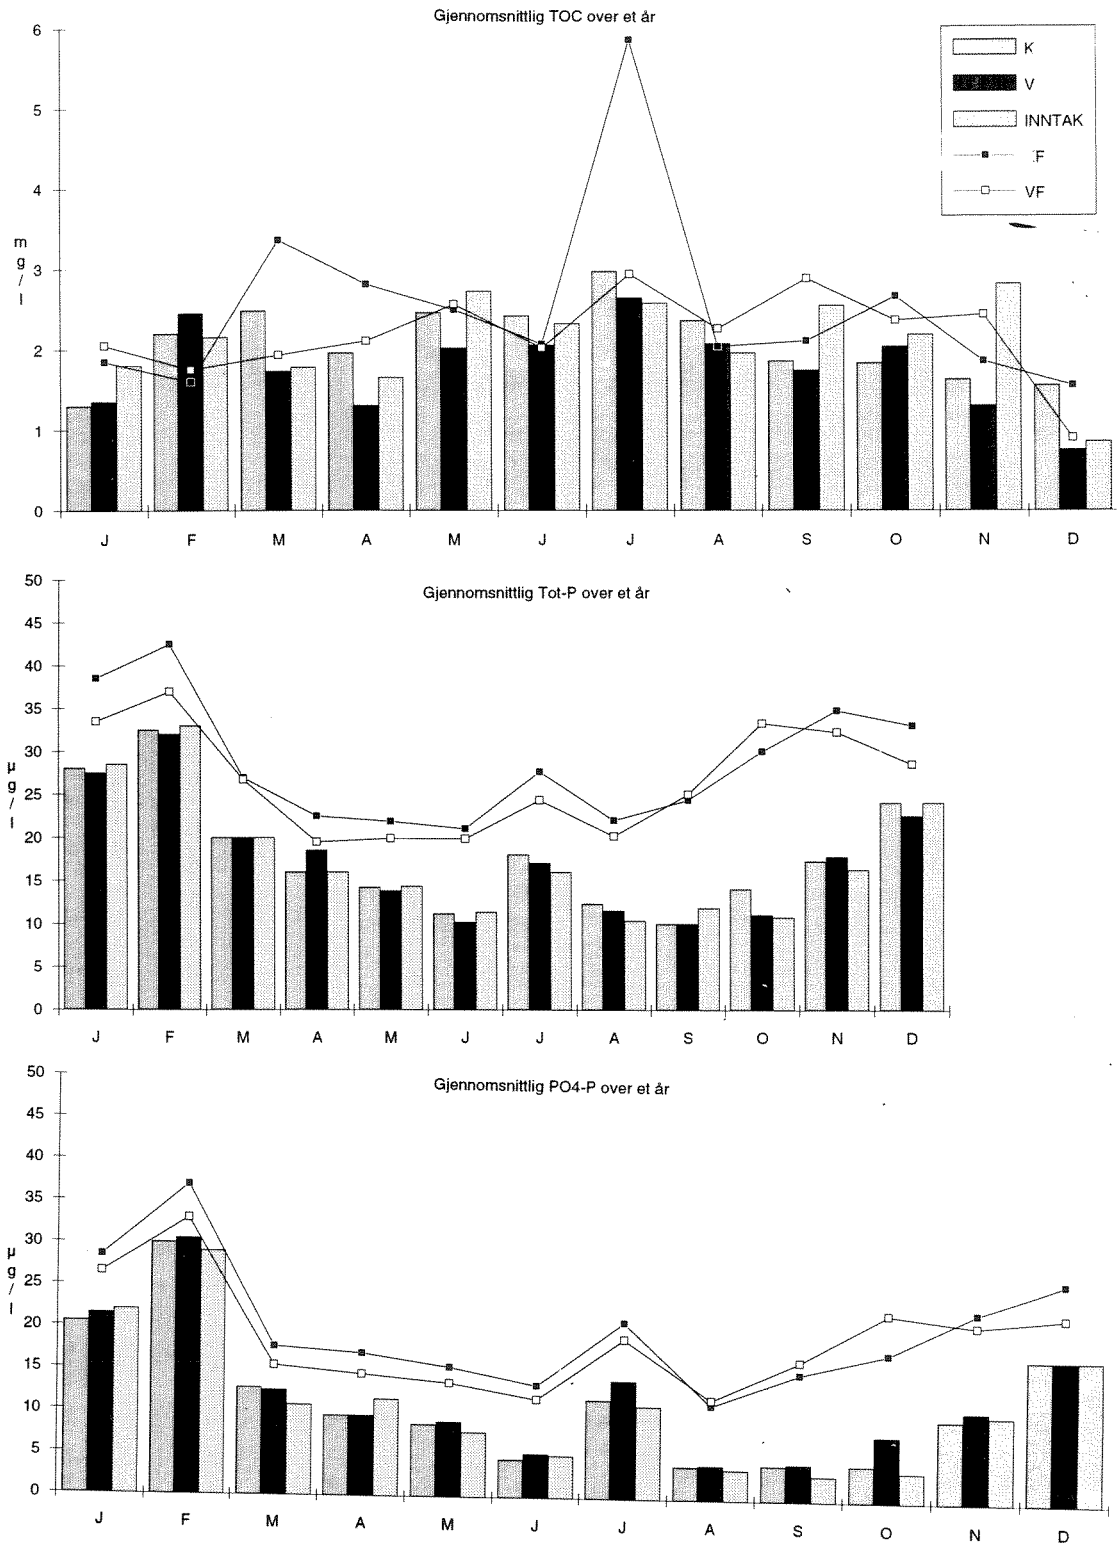 Gjennomsnittlig TOC over et år
6
5
4
3
2
1
0
m
g
/
l
K
V
INNTAK
F
VF
J F M A M J J A S O N D
Gjennomsnittlig Tot-P over et år
50
45
40
35
30
25
20
15
10
5
0
µ
g
/
l
J F M A M J J A S O N D
Gjennomsnittlig PO4-P over et år
50
45
40
35
30
25
20
15
10
5
0
µ
g
/
l
J F M A M J J A S O N D